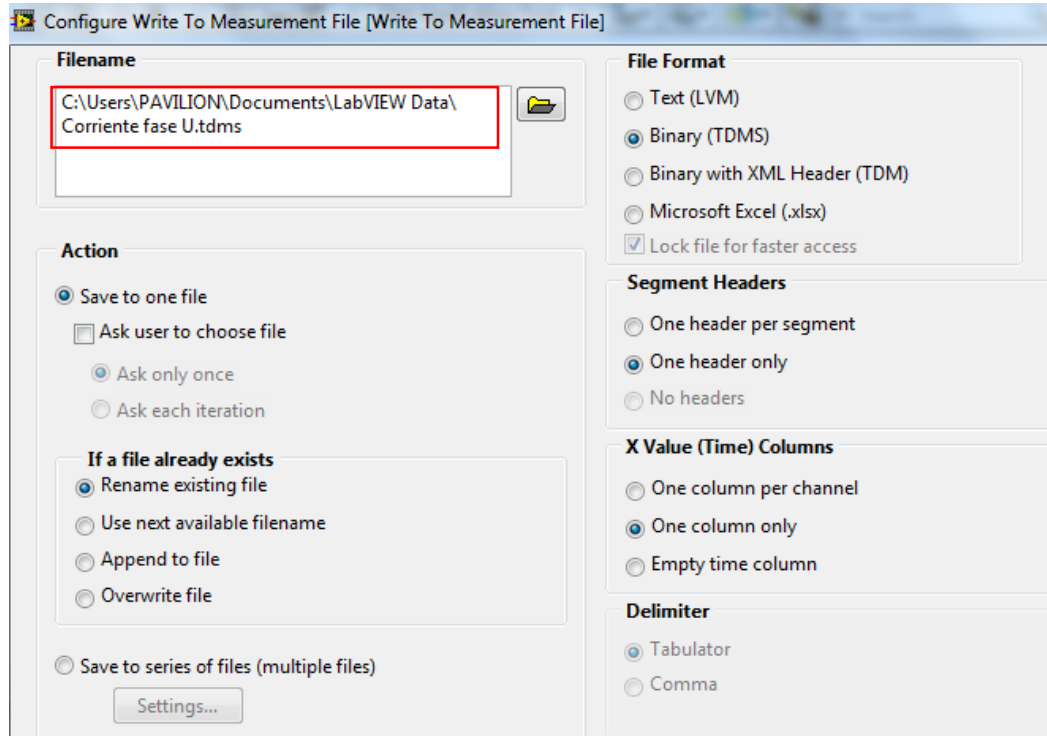 Configure Write To Measurement File [Write To Measurement File]
Filename
C:\Users\PAVILION\Documents\LabVIEW Data\
Corriente fase U.tdms
Action
Save to one file
Ask user to choose file
Ask only once
Ask each iteration
If a file already exists
Rename existing file
Use next available filename
Append to file
Overwrite file
Save to series of files (multiple files)
Settings...
File Format
Text (LVM)
Binary (TDMS)
Binary with XML Header (TDM)
Microsoft Excel (.xlsx)
Lock file for faster access
Segment Headers
One header per segment
One header only
No headers
X Value (Time) Columns
One column per channel
One column only
Empty time column
Delimiter
Tabulator
Comma